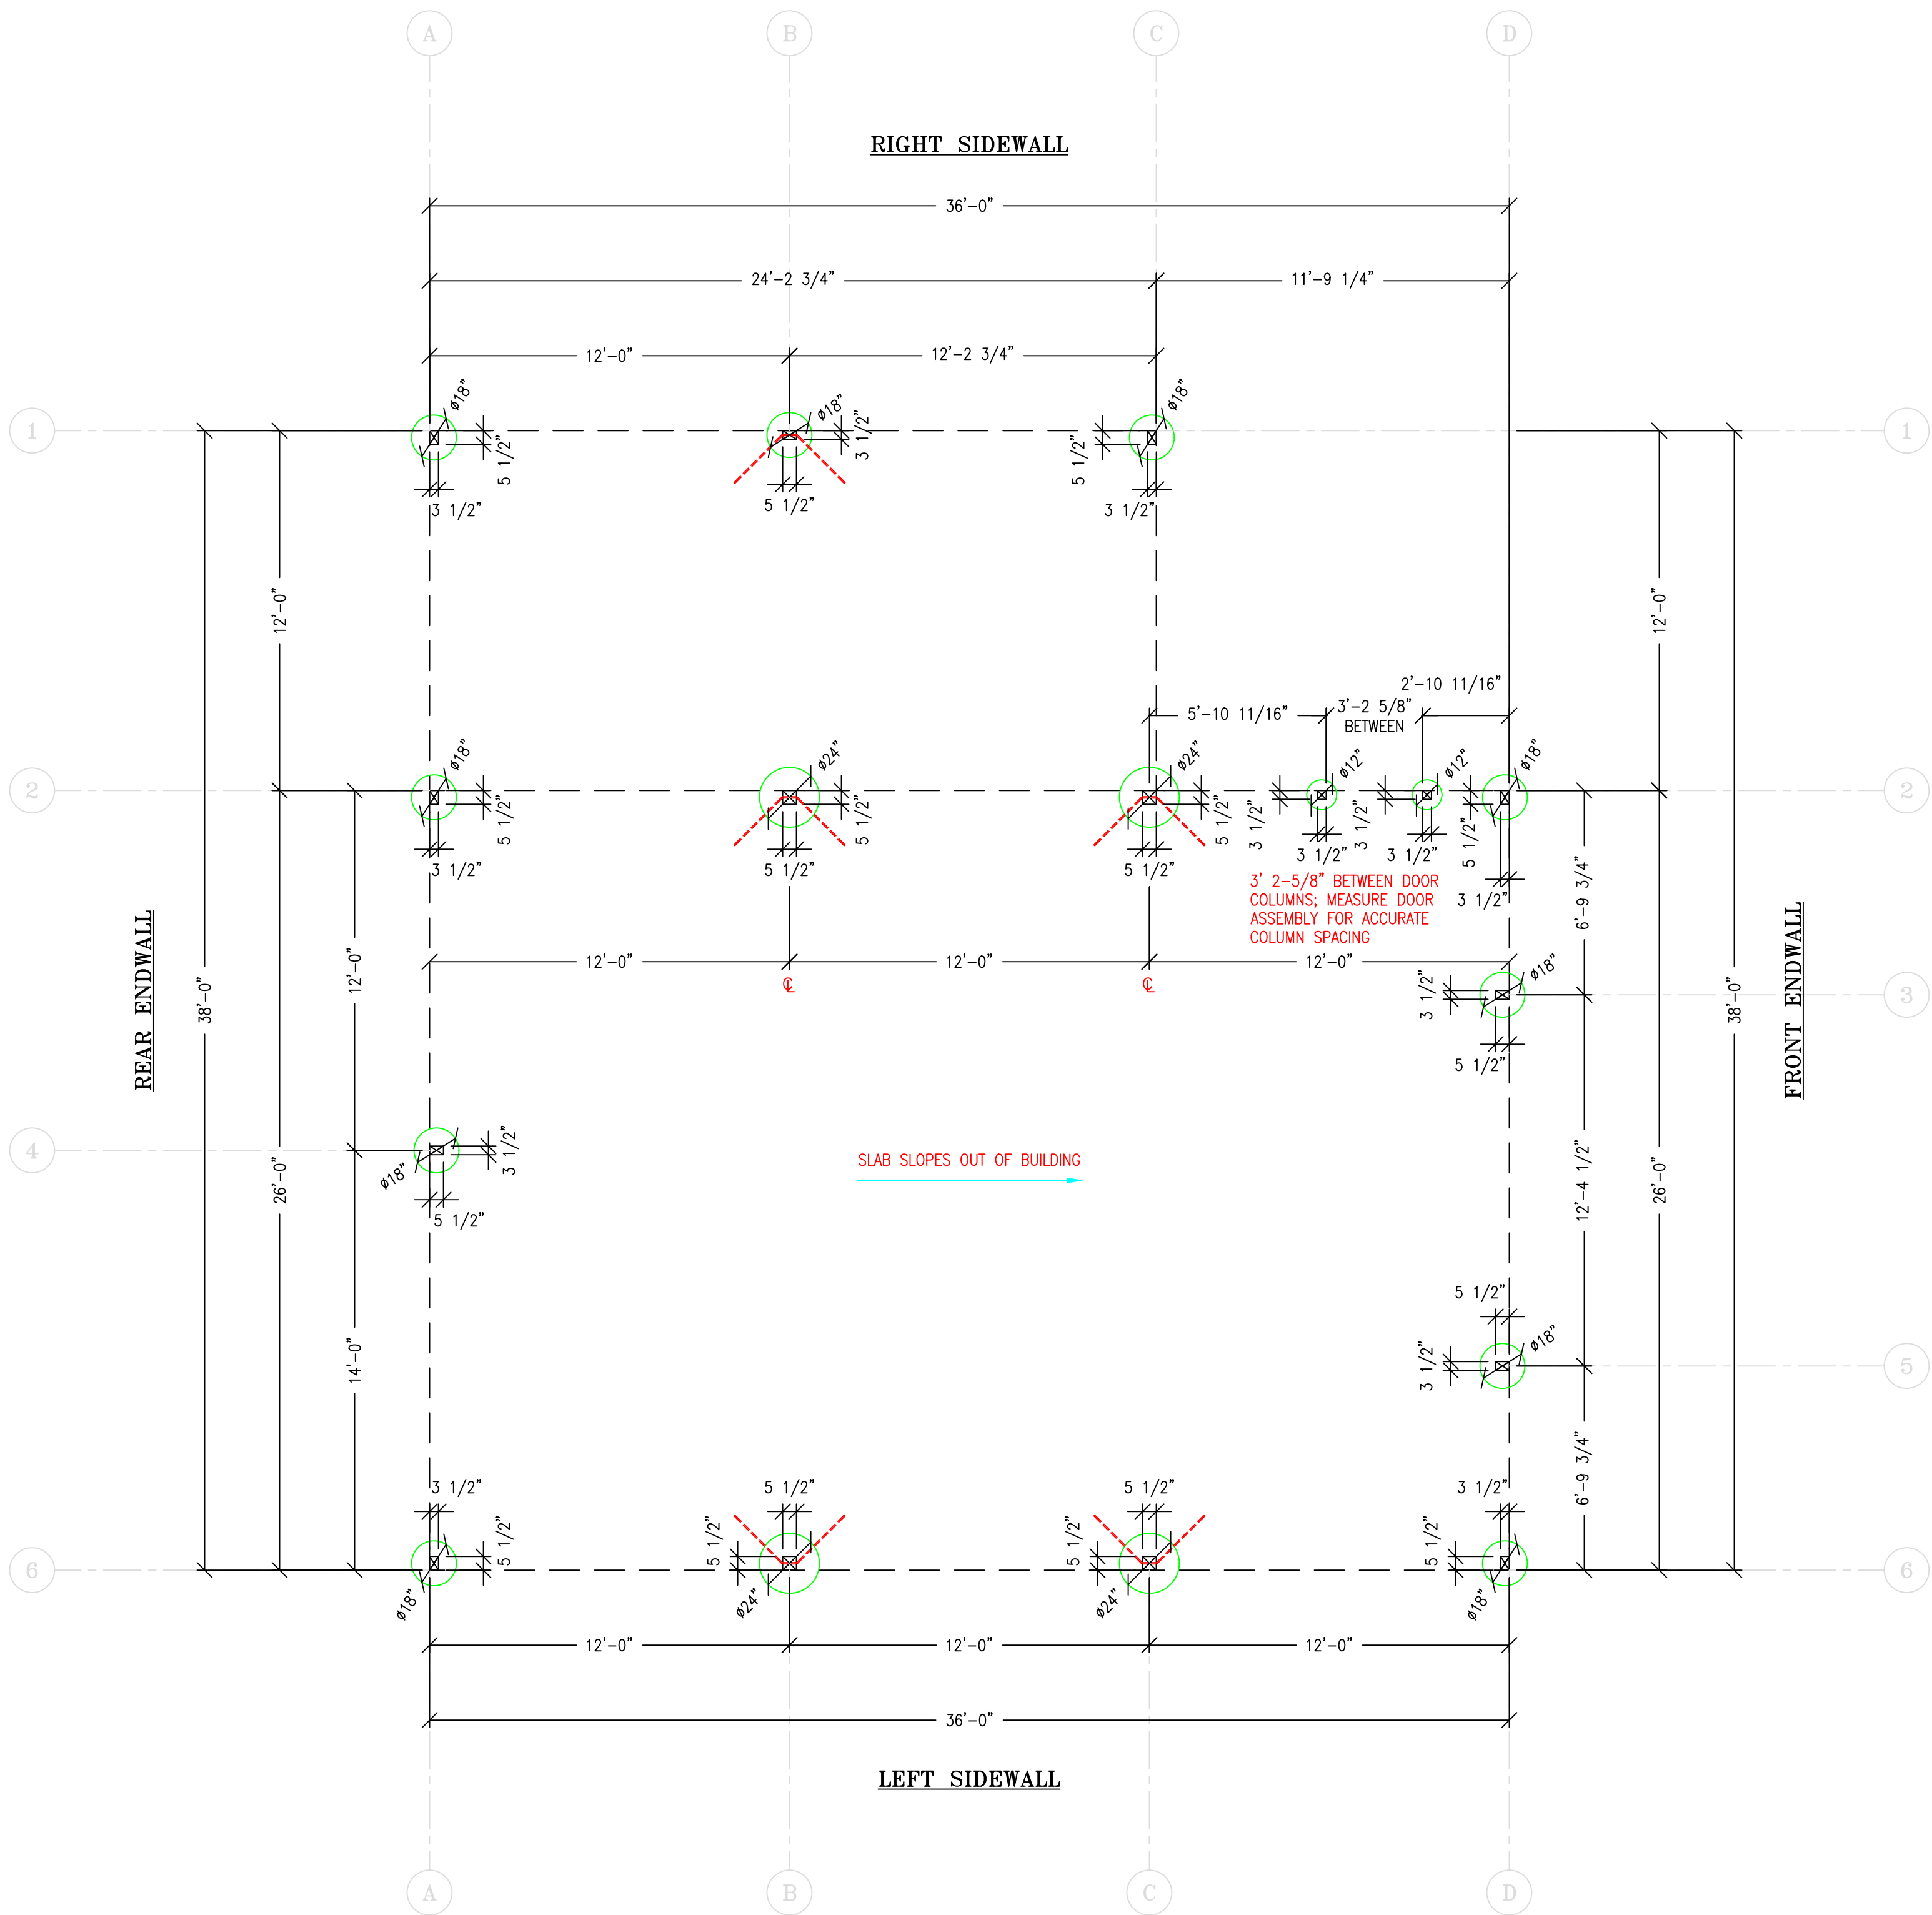 A
B
C
D
RIGHT SIDEWALL
36'-0"
24'-2 3/4"
11'-9 1/4"
12'-0"
12'-2 3/4"
1
ø18"
5 1/2"
3 1/2"
ø18"
3 1/2"
5 1/2"
ø18"
5 1/2"
3 1/2"
1
12'-0"
12'-0"
2'-10 11/16"
5'-10 11/16"
3'-2 5/8"
BETWEEN
2
ø18"
5 1/2"
3 1/2"
ø24"
5 1/2"
5 1/2"
ø24"
5 1/2"
5 1/2"
ø12"
3 1/2"
3 1/2"
ø12"
3 1/2"
3 1/2"
ø18"
5 1/2"
3 1/2"
2
3' 2-5/8" BETWEEN DOOR
COLUMNS; MEASURE DOOR
ASSEMBLY FOR ACCURATE
COLUMN SPACING
6'-9 3/4"
12'-0"
12'-0"
12'-0"
℄
℄
REAR ENDWALL
38'-0"
12'-0"
3 1/2"
ø18"
5 1/2"
38'-0"
3
FRONT ENDWALL
4
26'-0"
ø18"
3 1/2"
5 1/2"
SLAB SLOPES OUT OF BUILDING
12'-4 1/2"
26'-0"
14'-0"
5 1/2"
3 1/2"
ø18"
5
6'-9 3/4"
6
3 1/2"
5 1/2"
ø18"
5 1/2"
5 1/2"
ø24"
5 1/2"
5 1/2"
ø24"
3 1/2"
5 1/2"
ø18"
6
12'-0"
12'-0"
12'-0"
36'-0"
LEFT SIDEWALL
A
B
C
D